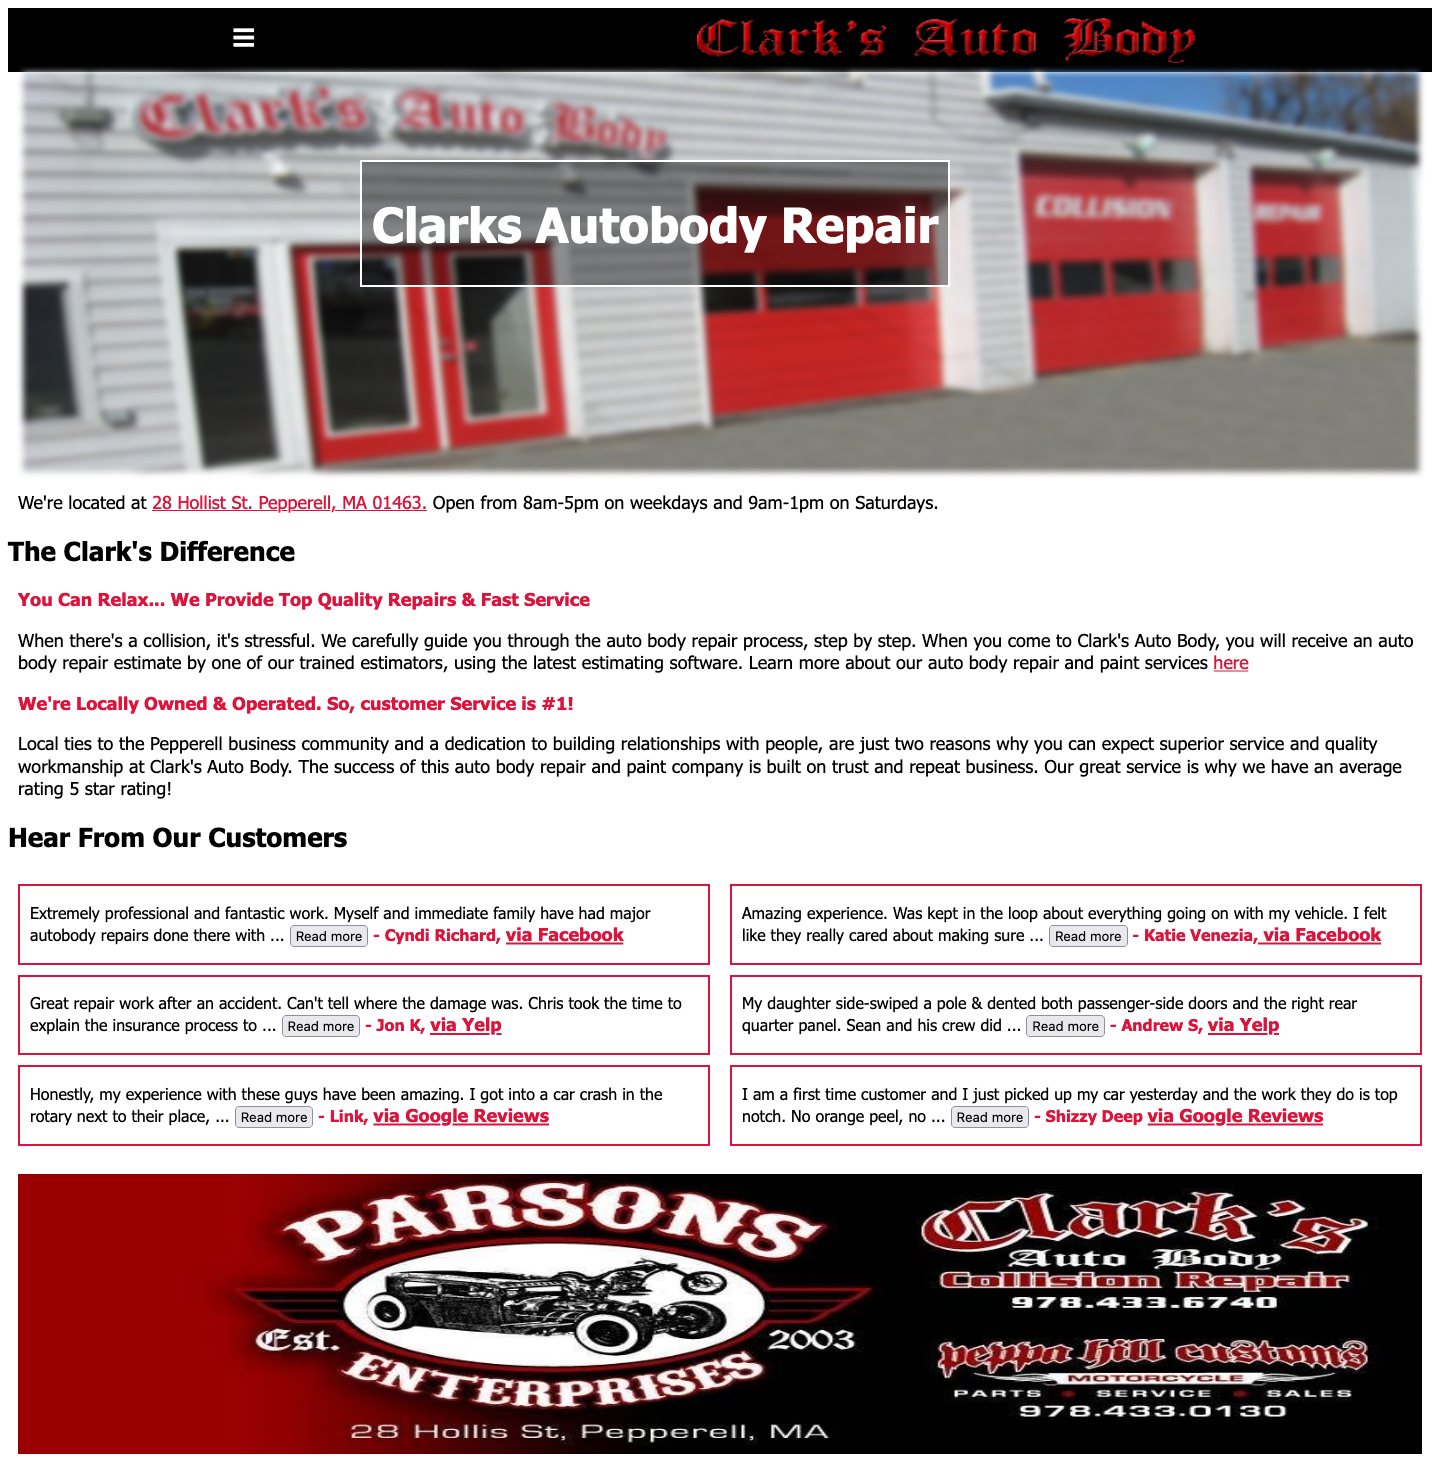 ☰ Clark's Auto Body
Clark's Auto Body
COLLISION REPAIR
Clarks Autobody Repair
We're located at 28 Hollist St. Pepperell, MA 01463. Open from 8am-5pm on weekdays and 9am-1pm on Saturdays.
The Clark's Difference
You Can Relax... We Provide Top Quality Repairs & Fast Service
When there's a collision, it's stressful. We carefully guide you through the auto body repair process, step by step. When you come to Clark's Auto Body, you will receive an auto
body repair estimate by one of our trained estimators, using the latest estimating software. Learn more about our auto body repair and paint services here
We're Locally Owned & Operated. So, customer Service is #1!
Local ties to the Pepperell business community and a dedication to building relationships with people, are just two reasons why you can expect superior service and quality
workmanship at Clark's Auto Body. The success of this auto body repair and paint company is built on trust and repeat business. Our great service is why we have an average
rating 5 star rating!
Hear From Our Customers
Extremely professional and fantastic work. Myself and immediate family have had major
autobody repairs done there with ... Read more - Cyndi Richard, via Facebook
Amazing experience. Was kept in the loop about everything going on with my vehicle. I felt
like they really cared about making sure ... Read more - Katie Venezia, via Facebook
Great repair work after an accident. Can't tell where the damage was. Chris took the time to
explain the insurance process to ... Read more - Jon K, via Yelp
My daughter side-swiped a pole & dented both passenger-side doors and the right rear
quarter panel. Sean and his crew did ... Read more - Andrew S, via Yelp
Honestly, my experience with these guys have been amazing. I got into a car crash in the
rotary next to their place, ... Read more - Link, via Google Reviews
I am a first time customer and I just picked up my car yesterday and the work they do is top
notch. No orange peel, no ... Read more - Shizzy Deep via Google Reviews
PARSONS
Est. 2003
ENTERPRISES
28 Hollis St, Pepperell, MA
Clark's
Auto Body
Collision Repair
978.433.6740
peppa hill customs
MOTORCYCLE
PARTS • SERVICE • SALES
978.433.0130